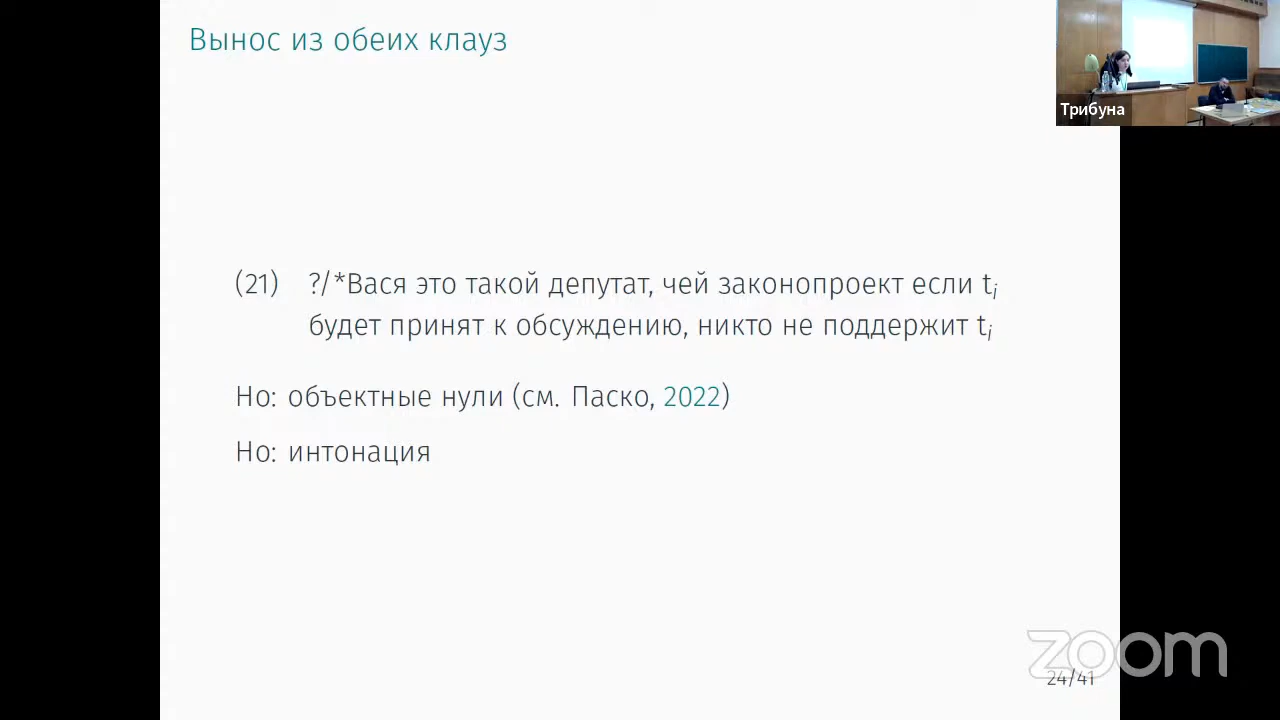 Вынос из обеих клауз
Трибуна
(21) ?/*Вася это такой депутат, чей законопроект если tᵢ
будет принят к обсуждению, никто не поддержит tᵢ
Но: объектные нули (см. Паско, 2022)
Но: интонация
zoom
24/41